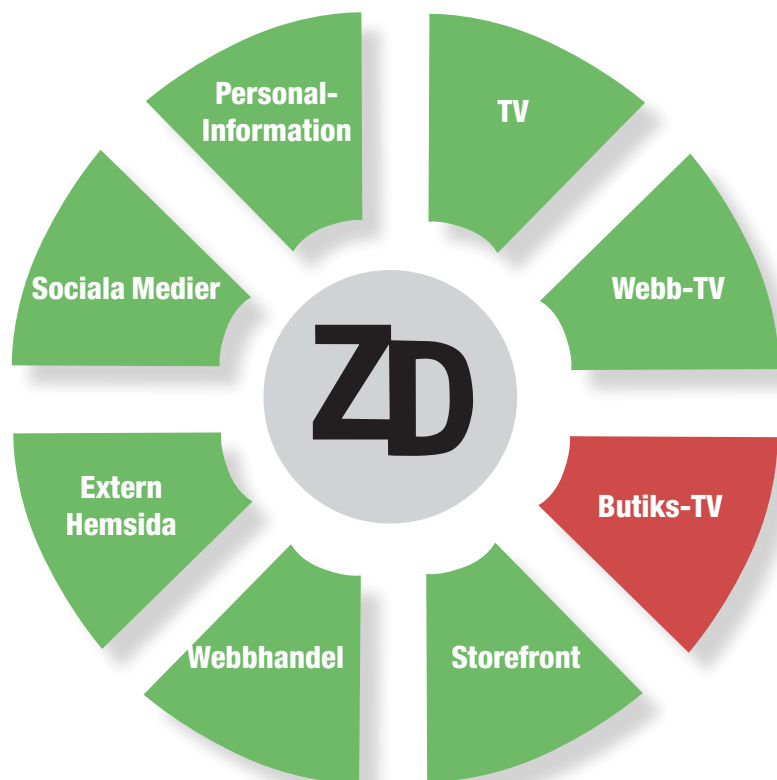 Personal-
Information
TV
Webb-TV
Butiks-TV
Storefront
Webbhandel
Extern
Hemsida
Sociala Medier
ZD